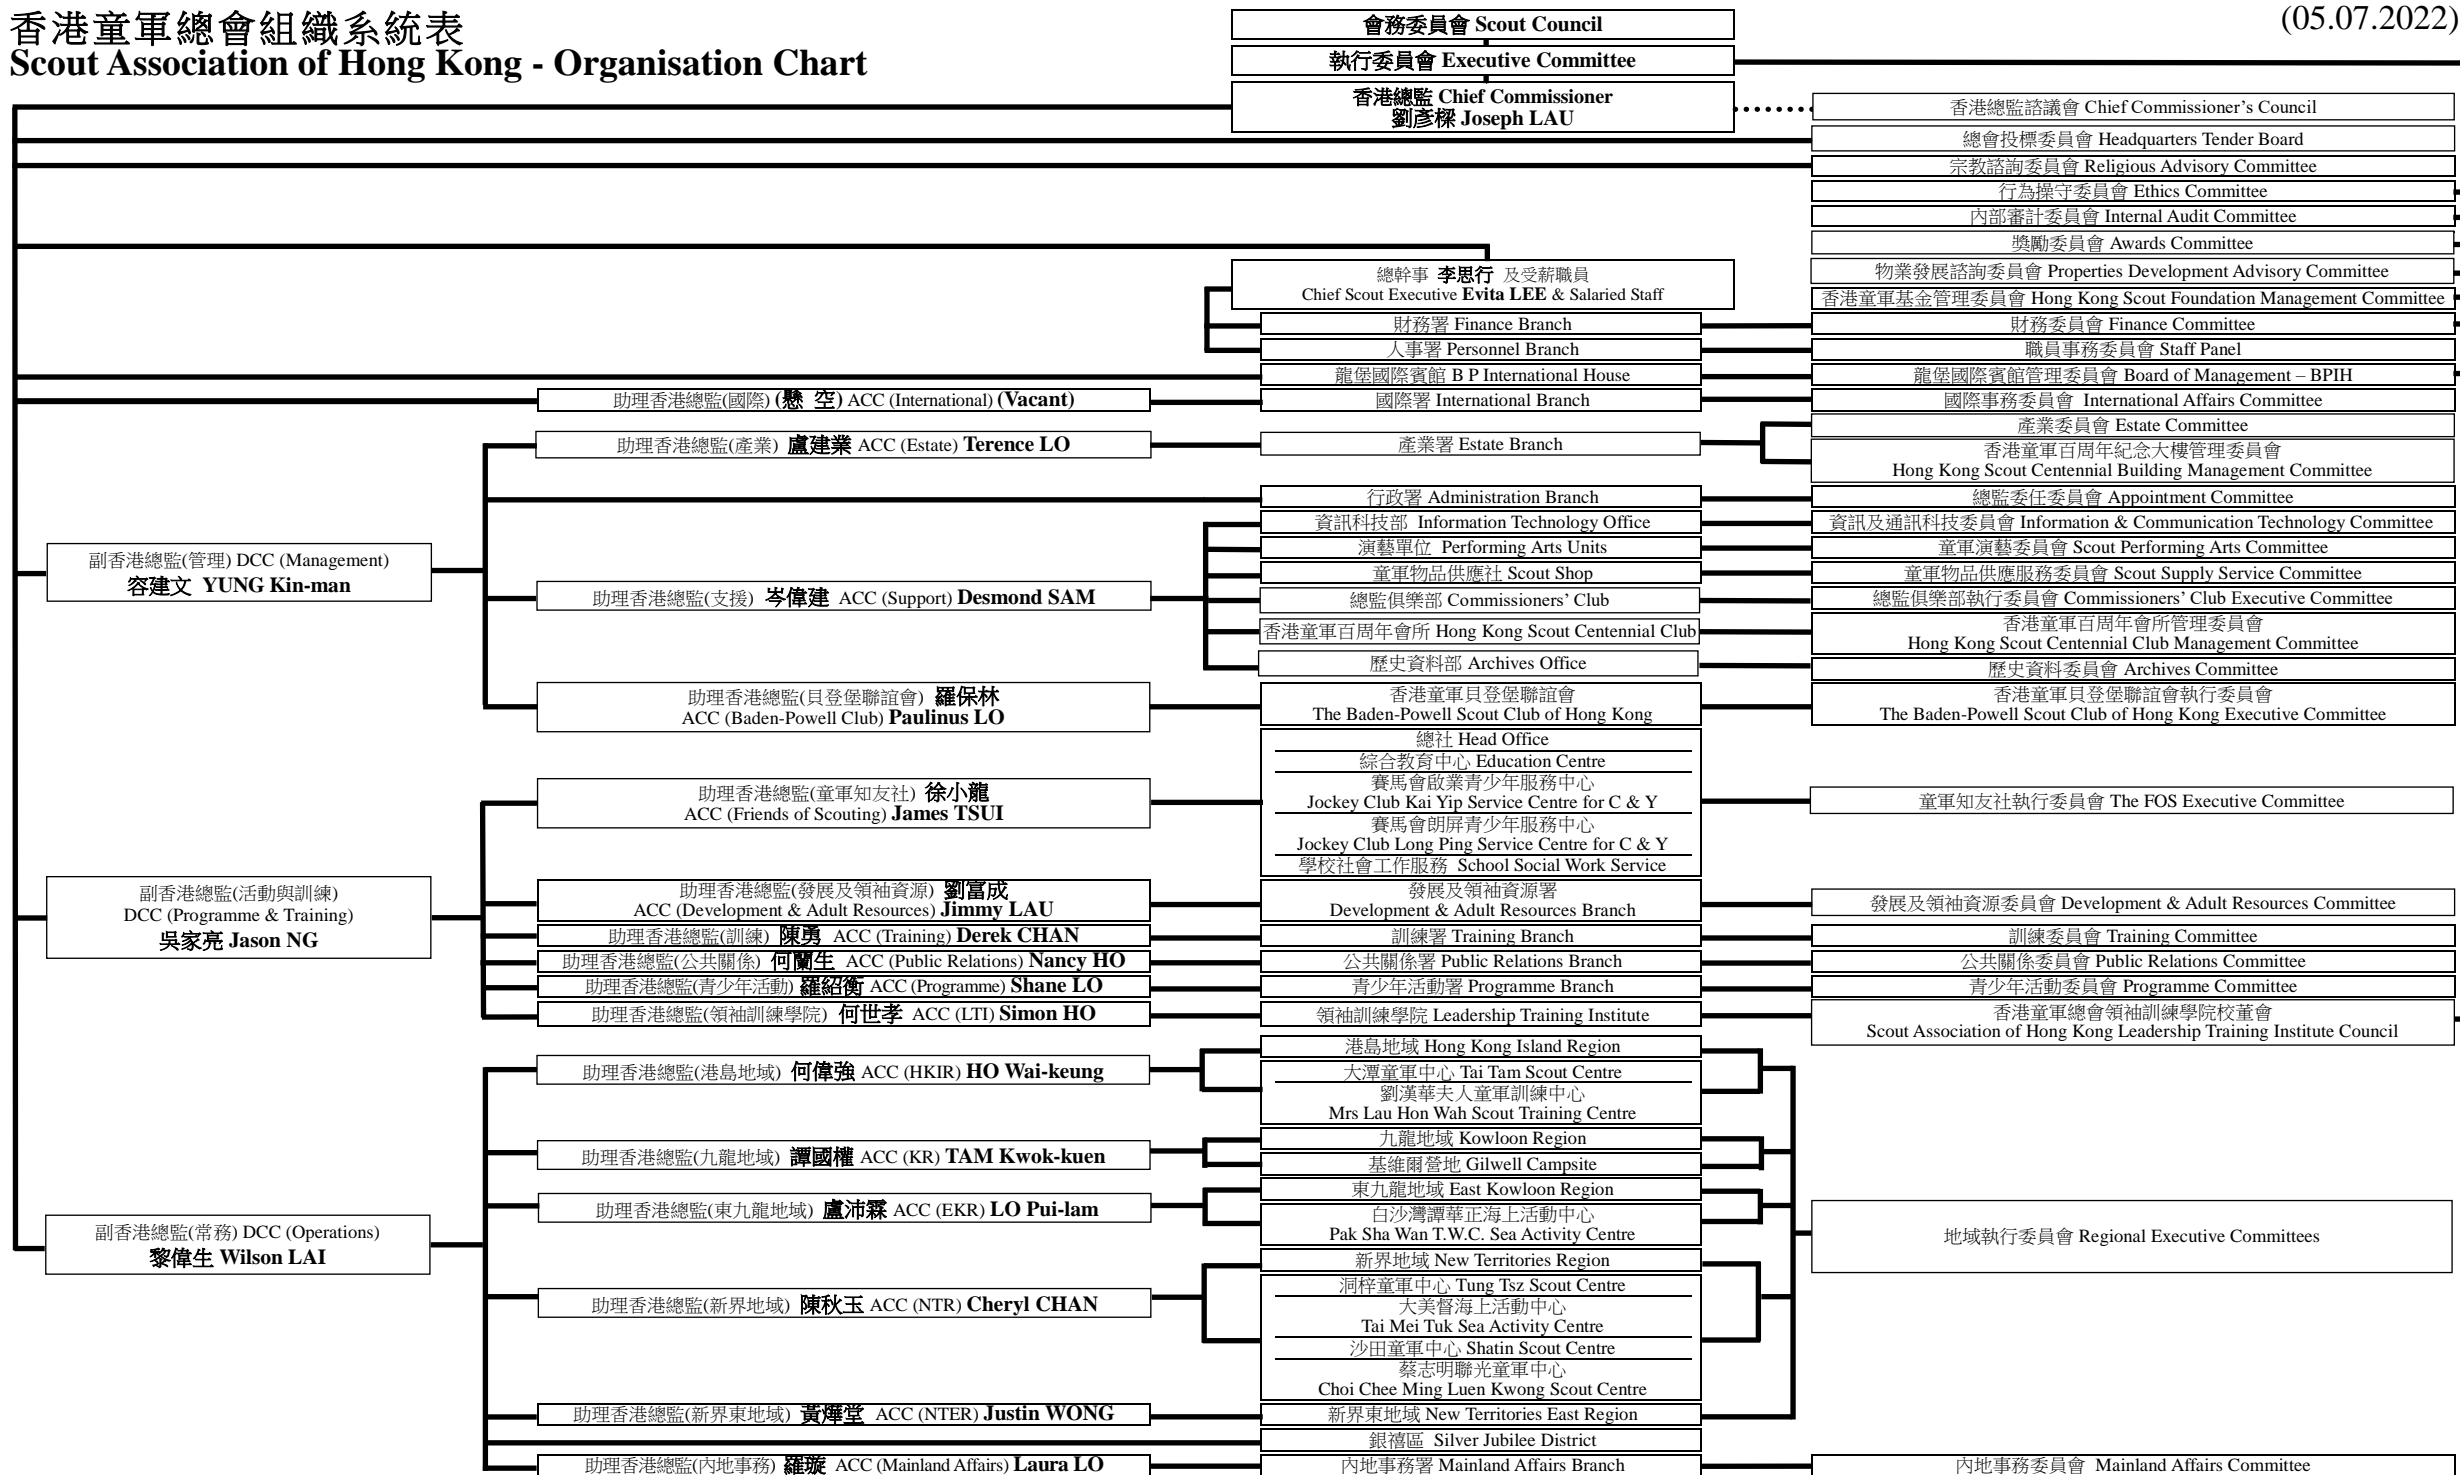 香港童軍總會組織系統表
Scout Association of Hong Kong - Organisation Chart
(05.07.2022)
會務委員會 Scout Council
執行委員會 Executive Committee
香港總監 Chief Commissioner
劉彥樑 Joseph LAU
香港總監諮議會 Chief Commissioner’s Council
總會投標委員會 Headquarters Tender Board
宗教諮詢委員會 Religious Advisory Committee
行為操守委員會 Ethics Committee
內部審計委員會 Internal Audit Committee
獎勵委員會 Awards Committee
物業發展諮詢委員會 Properties Development Advisory Committee
香港童軍基金管理委員會 Hong Kong Scout Foundation Management Committee
總幹事 李思行 及受薪職員
Chief Scout Executive Evita LEE & Salaried Staff
財務署 Finance Branch
財務委員會 Finance Committee
人事署 Personnel Branch
職員事務委員會 Staff Panel
龍堡國際賓館 B P International House
龍堡國際賓館管理委員會 Board of Management – BPIH
助理香港總監(國際) (懸 空) ACC (International) (Vacant)
國際署 International Branch
國際事務委員會 International Affairs Committee
助理香港總監(產業) 盧建業 ACC (Estate) Terence LO
產業署 Estate Branch
產業委員會 Estate Committee
香港童軍百周年紀念大樓管理委員會
Hong Kong Scout Centennial Building Management Committee
行政署 Administration Branch
總監委任委員會 Appointment Committee
副香港總監(管理) DCC (Management)
容建文 YUNG Kin-man
助理香港總監(支援) 岑偉建 ACC (Support) Desmond SAM
資訊科技部 Information Technology Office
資訊及通訊科技委員會 Information & Communication Technology Committee
演藝單位 Performing Arts Units
童軍演藝委員會 Scout Performing Arts Committee
童軍物品供應社 Scout Shop
童軍物品供應服務委員會 Scout Supply Service Committee
總監俱樂部 Commissioners’ Club
總監俱樂部執行委員會 Commissioners’ Club Executive Committee
香港童軍百周年會所 Hong Kong Scout Centennial Club
香港童軍百周年會所管理委員會
Hong Kong Scout Centennial Club Management Committee
歷史資料部 Archives Office
歷史資料委員會 Archives Committee
助理香港總監(貝登堡聯誼會) 羅保林
ACC (Baden-Powell Club) Paulinus LO
香港童軍貝登堡聯誼會
The Baden-Powell Scout Club of Hong Kong
香港童軍貝登堡聯誼會執行委員會
The Baden-Powell Scout Club of Hong Kong Executive Committee
副香港總監(活動與訓練)
DCC (Programme & Training)
吳家亮 Jason NG
助理香港總監(童軍知友社) 徐小龍
ACC (Friends of Scouting) James TSUI
總社 Head Office
綜合教育中心 Education Centre
賽馬會啟業青少年服務中心
Jockey Club Kai Yip Service Centre for C & Y
賽馬會朗屏青少年服務中心
Jockey Club Long Ping Service Centre for C & Y
學校社會工作服務 School Social Work Service
童軍知友社執行委員會 The FOS Executive Committee
助理香港總監(發展及領袖資源) 劉富成
ACC (Development & Adult Resources) Jimmy LAU
發展及領袖資源署
Development & Adult Resources Branch
發展及領袖資源委員會 Development & Adult Resources Committee
助理香港總監(訓練) 陳勇 ACC (Training) Derek CHAN
訓練署 Training Branch
訓練委員會 Training Committee
助理香港總監(公共關係) 何蘭生 ACC (Public Relations) Nancy HO
公共關係署 Public Relations Branch
公共關係委員會 Public Relations Committee
助理香港總監(青少年活動) 羅紹衡 ACC (Programme) Shane LO
青少年活動署 Programme Branch
青少年活動委員會 Programme Committee
助理香港總監(領袖訓練學院) 何世孝 ACC (LTI) Simon HO
領袖訓練學院 Leadership Training Institute
香港童軍總會領袖訓練學院校董會
Scout Association of Hong Kong Leadership Training Institute Council
副香港總監(常務) DCC (Operations)
黎偉生 Wilson LAI
助理香港總監(港島地域) 何偉強 ACC (HKIR) HO Wai-keung
港島地域 Hong Kong Island Region
大潭童軍中心 Tai Tam Scout Centre
劉漢華夫人童軍訓練中心
Mrs Lau Hon Wah Scout Training Centre
助理香港總監(九龍地域) 譚國權 ACC (KR) TAM Kwok-kuen
九龍地域 Kowloon Region
基維爾營地 Gilwell Campsite
助理香港總監(東九龍地域) 盧沛霖 ACC (EKR) LO Pui-lam
東九龍地域 East Kowloon Region
白沙灣譚華正海上活動中心
Pak Sha Wan T.W.C. Sea Activity Centre
地域執行委員會 Regional Executive Committees
助理香港總監(新界地域) 陳秋玉 ACC (NTR) Cheryl CHAN
新界地域 New Territories Region
洞梓童軍中心 Tung Tsz Scout Centre
大美督海上活動中心
Tai Mei Tuk Sea Activity Centre
沙田童軍中心 Shatin Scout Centre
蔡志明聯光童軍中心
Choi Chee Ming Luen Kwong Scout Centre
助理香港總監(新界東地域) 黃燁堂 ACC (NTER) Justin WONG
新界東地域 New Territories East Region
銀禧區 Silver Jubilee District
助理香港總監(內地事務) 羅璇 ACC (Mainland Affairs) Laura LO
內地事務署 Mainland Affairs Branch
內地事務委員會 Mainland Affairs Committee